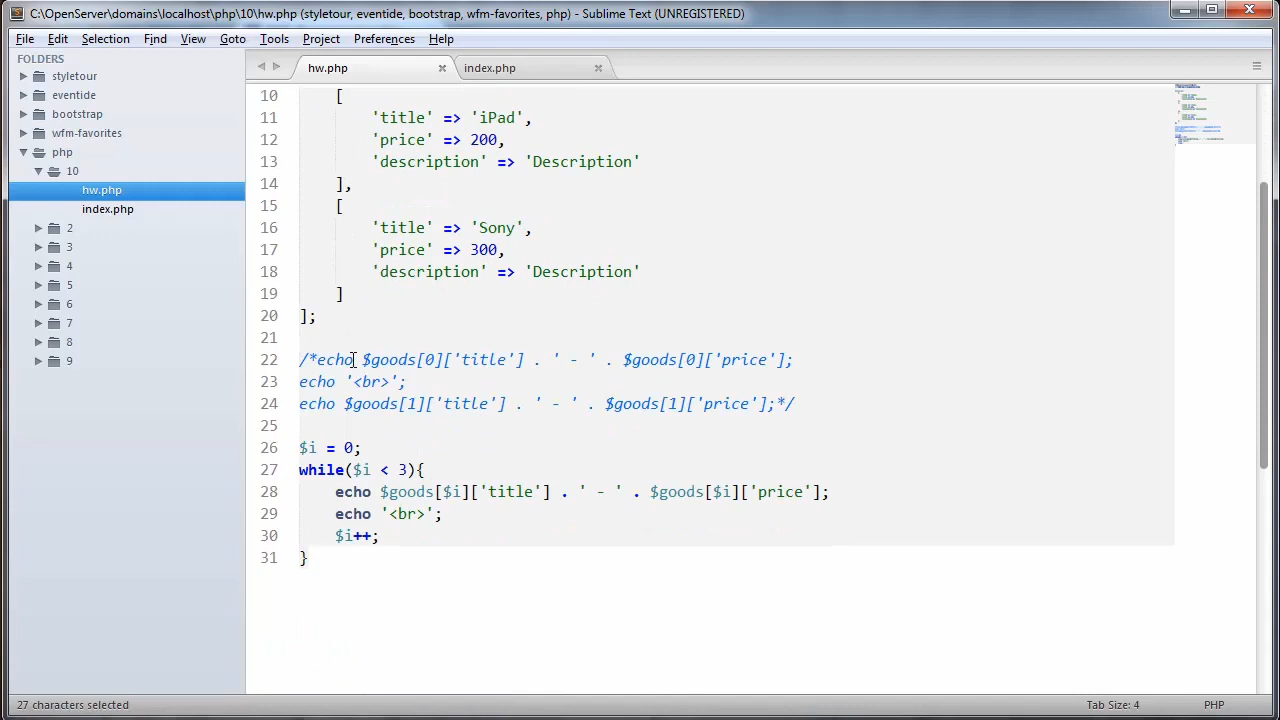 C:\OpenServer\domains\localhost\php\10\hw.php (styletour, eventide, bootstrap, wfm-favorites, php) - Sublime Text (UNREGISTERED)
File Edit Selection Find View Goto Tools Project Preferences Help
FOLDERS
styletour
eventide
bootstrap
wfm-favorites
php
10
hw.php
index.php
2
3
4
5
6
7
8
9
hw.php index.php
10 [
11 'title' => 'iPad',
12 'price' => 200,
13 'description' => 'Description'
14 ],
15 [
16 'title' => 'Sony',
17 'price' => 300,
18 'description' => 'Description'
19 ]
20 ];
21
22 /*echo $goods[0]['title'] . ' - ' . $goods[0]['price'];
23 echo '<br>';
24 echo $goods[1]['title'] . ' - ' . $goods[1]['price'];*/
25
26 $i = 0;
27 while($i < 3){
28 echo $goods[$i]['title'] . ' - ' . $goods[$i]['price'];
29 echo '<br>';
30 $i++;
31 }
27 characters selected Tab Size: 4 PHP